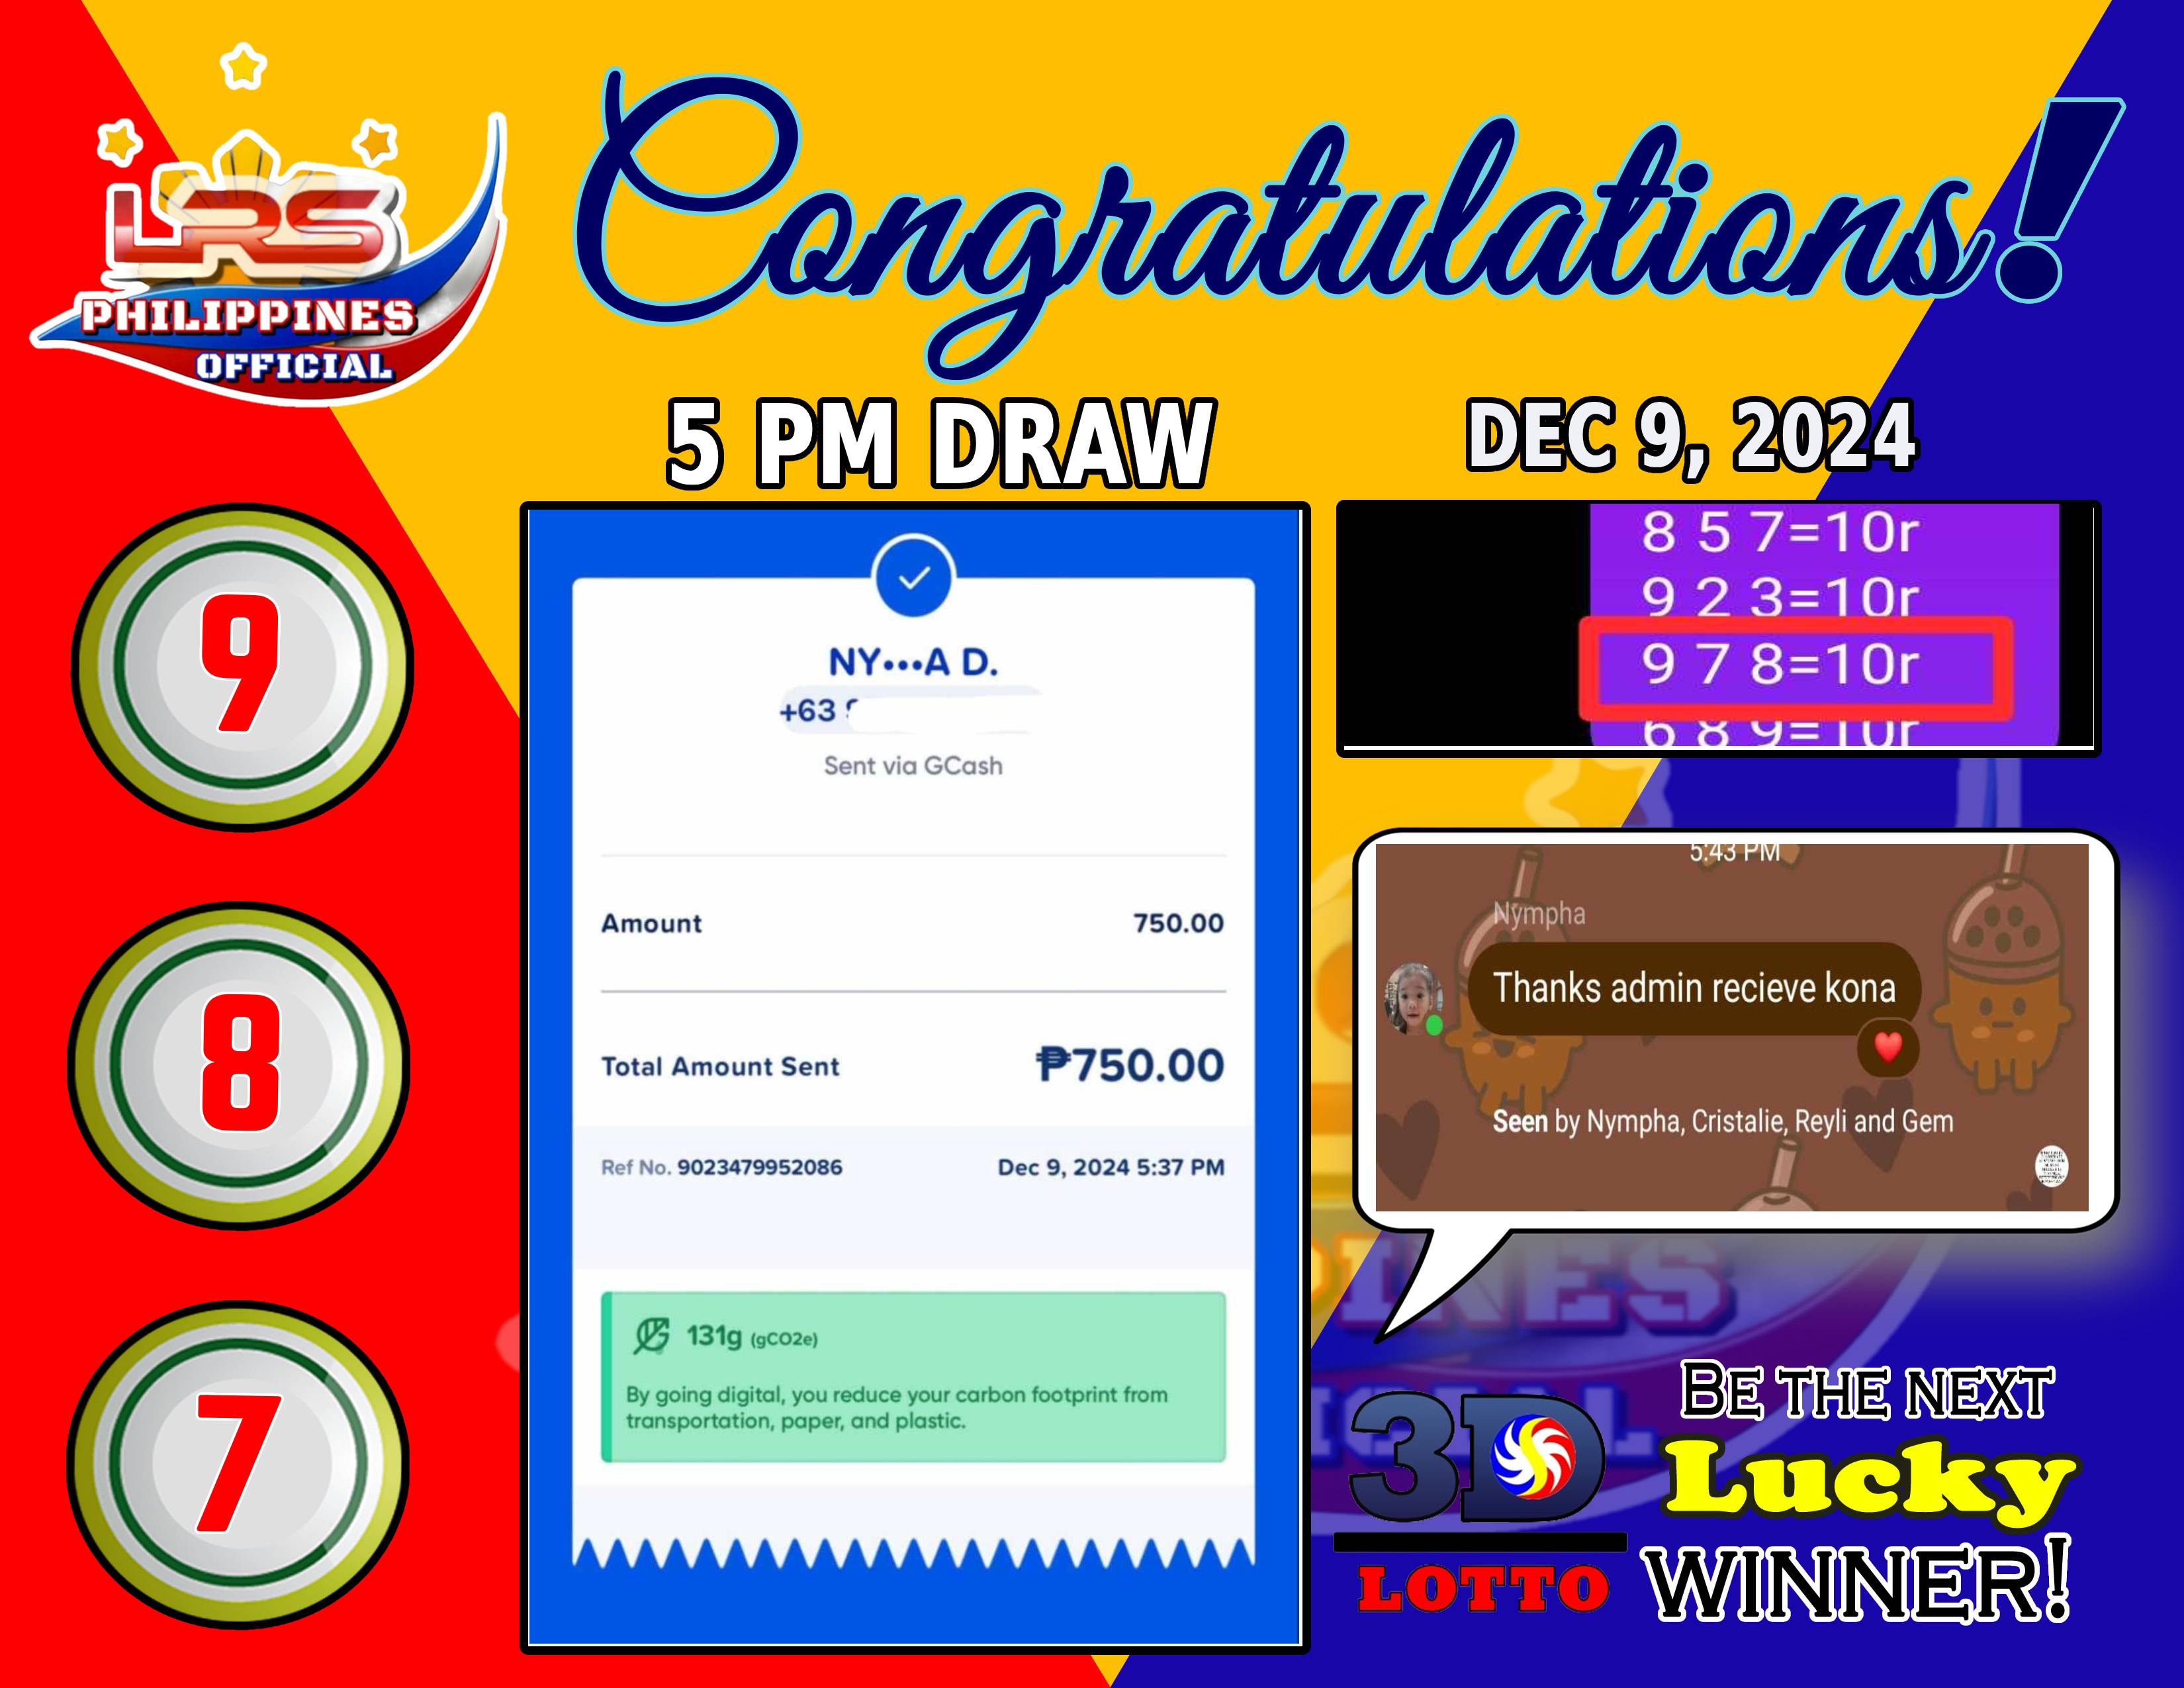 LRS
PHILIPPINES
OFFICIAL
Congratulations!
5 PM DRAW
DEC 9, 2024
9
8
7
NY•••A D.
+63
Sent via GCash
Amount 750.00
Total Amount Sent ₱750.00
Ref No. 9023479952086 Dec 9, 2024 5:37 PM
131g (gCO2e)
By going digital, you reduce your carbon footprint from
transportation, paper, and plastic.
8 5 7=10r
9 2 3=10r
9 7 8=10r
6 8 9=10r
5:43 PM
Nympha
Thanks admin recieve kona
Seen by Nympha, Cristalie, Reyli and Gem
3D
LOTTO
BE THE NEXT
Lucky
WINNER!